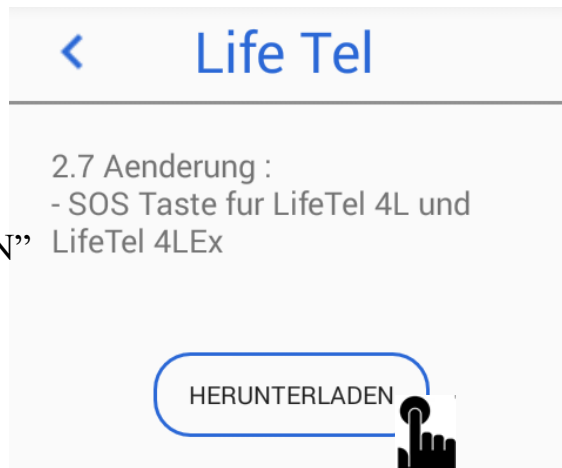 Life Tel
2.7 Aenderung :
- SOS Taste fur LifeTel 4L und
N” LifeTel 4LEx
HERUNTERLADEN